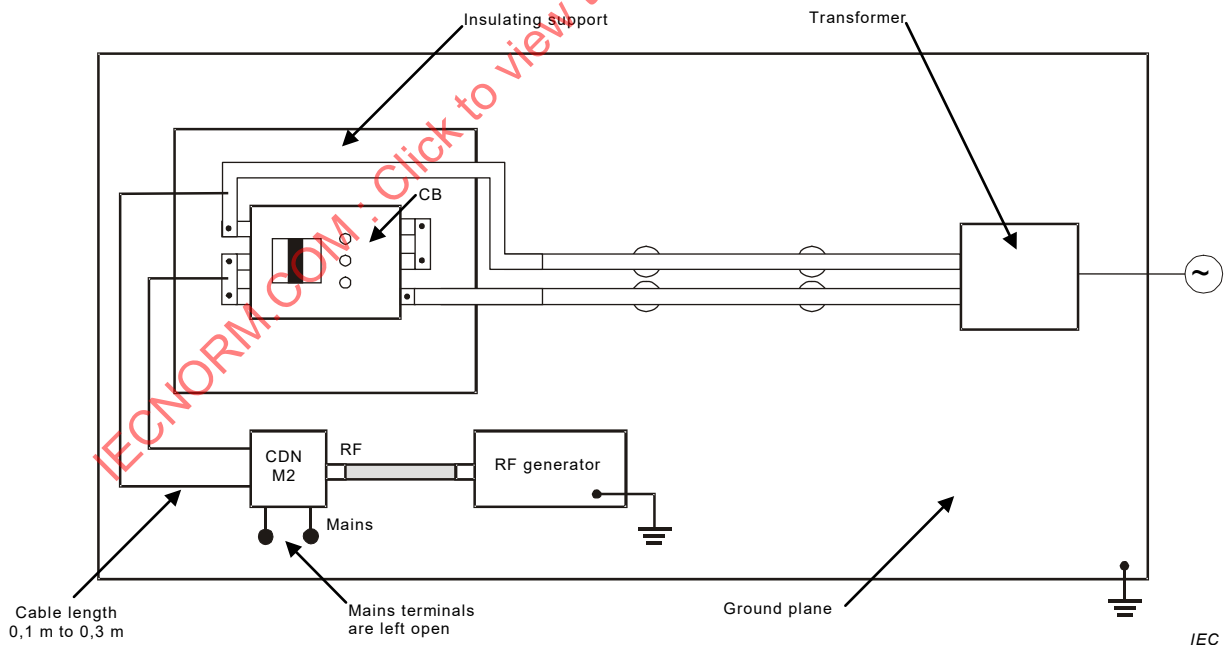 Insulating support
Transformer
CB
~
CDN
M2
RF
RF generator
Mains
Cable length
0,1 m to 0,3 m
Mains terminals
are left open
Ground plane
IEC
IECNORM.COM : Click to view t